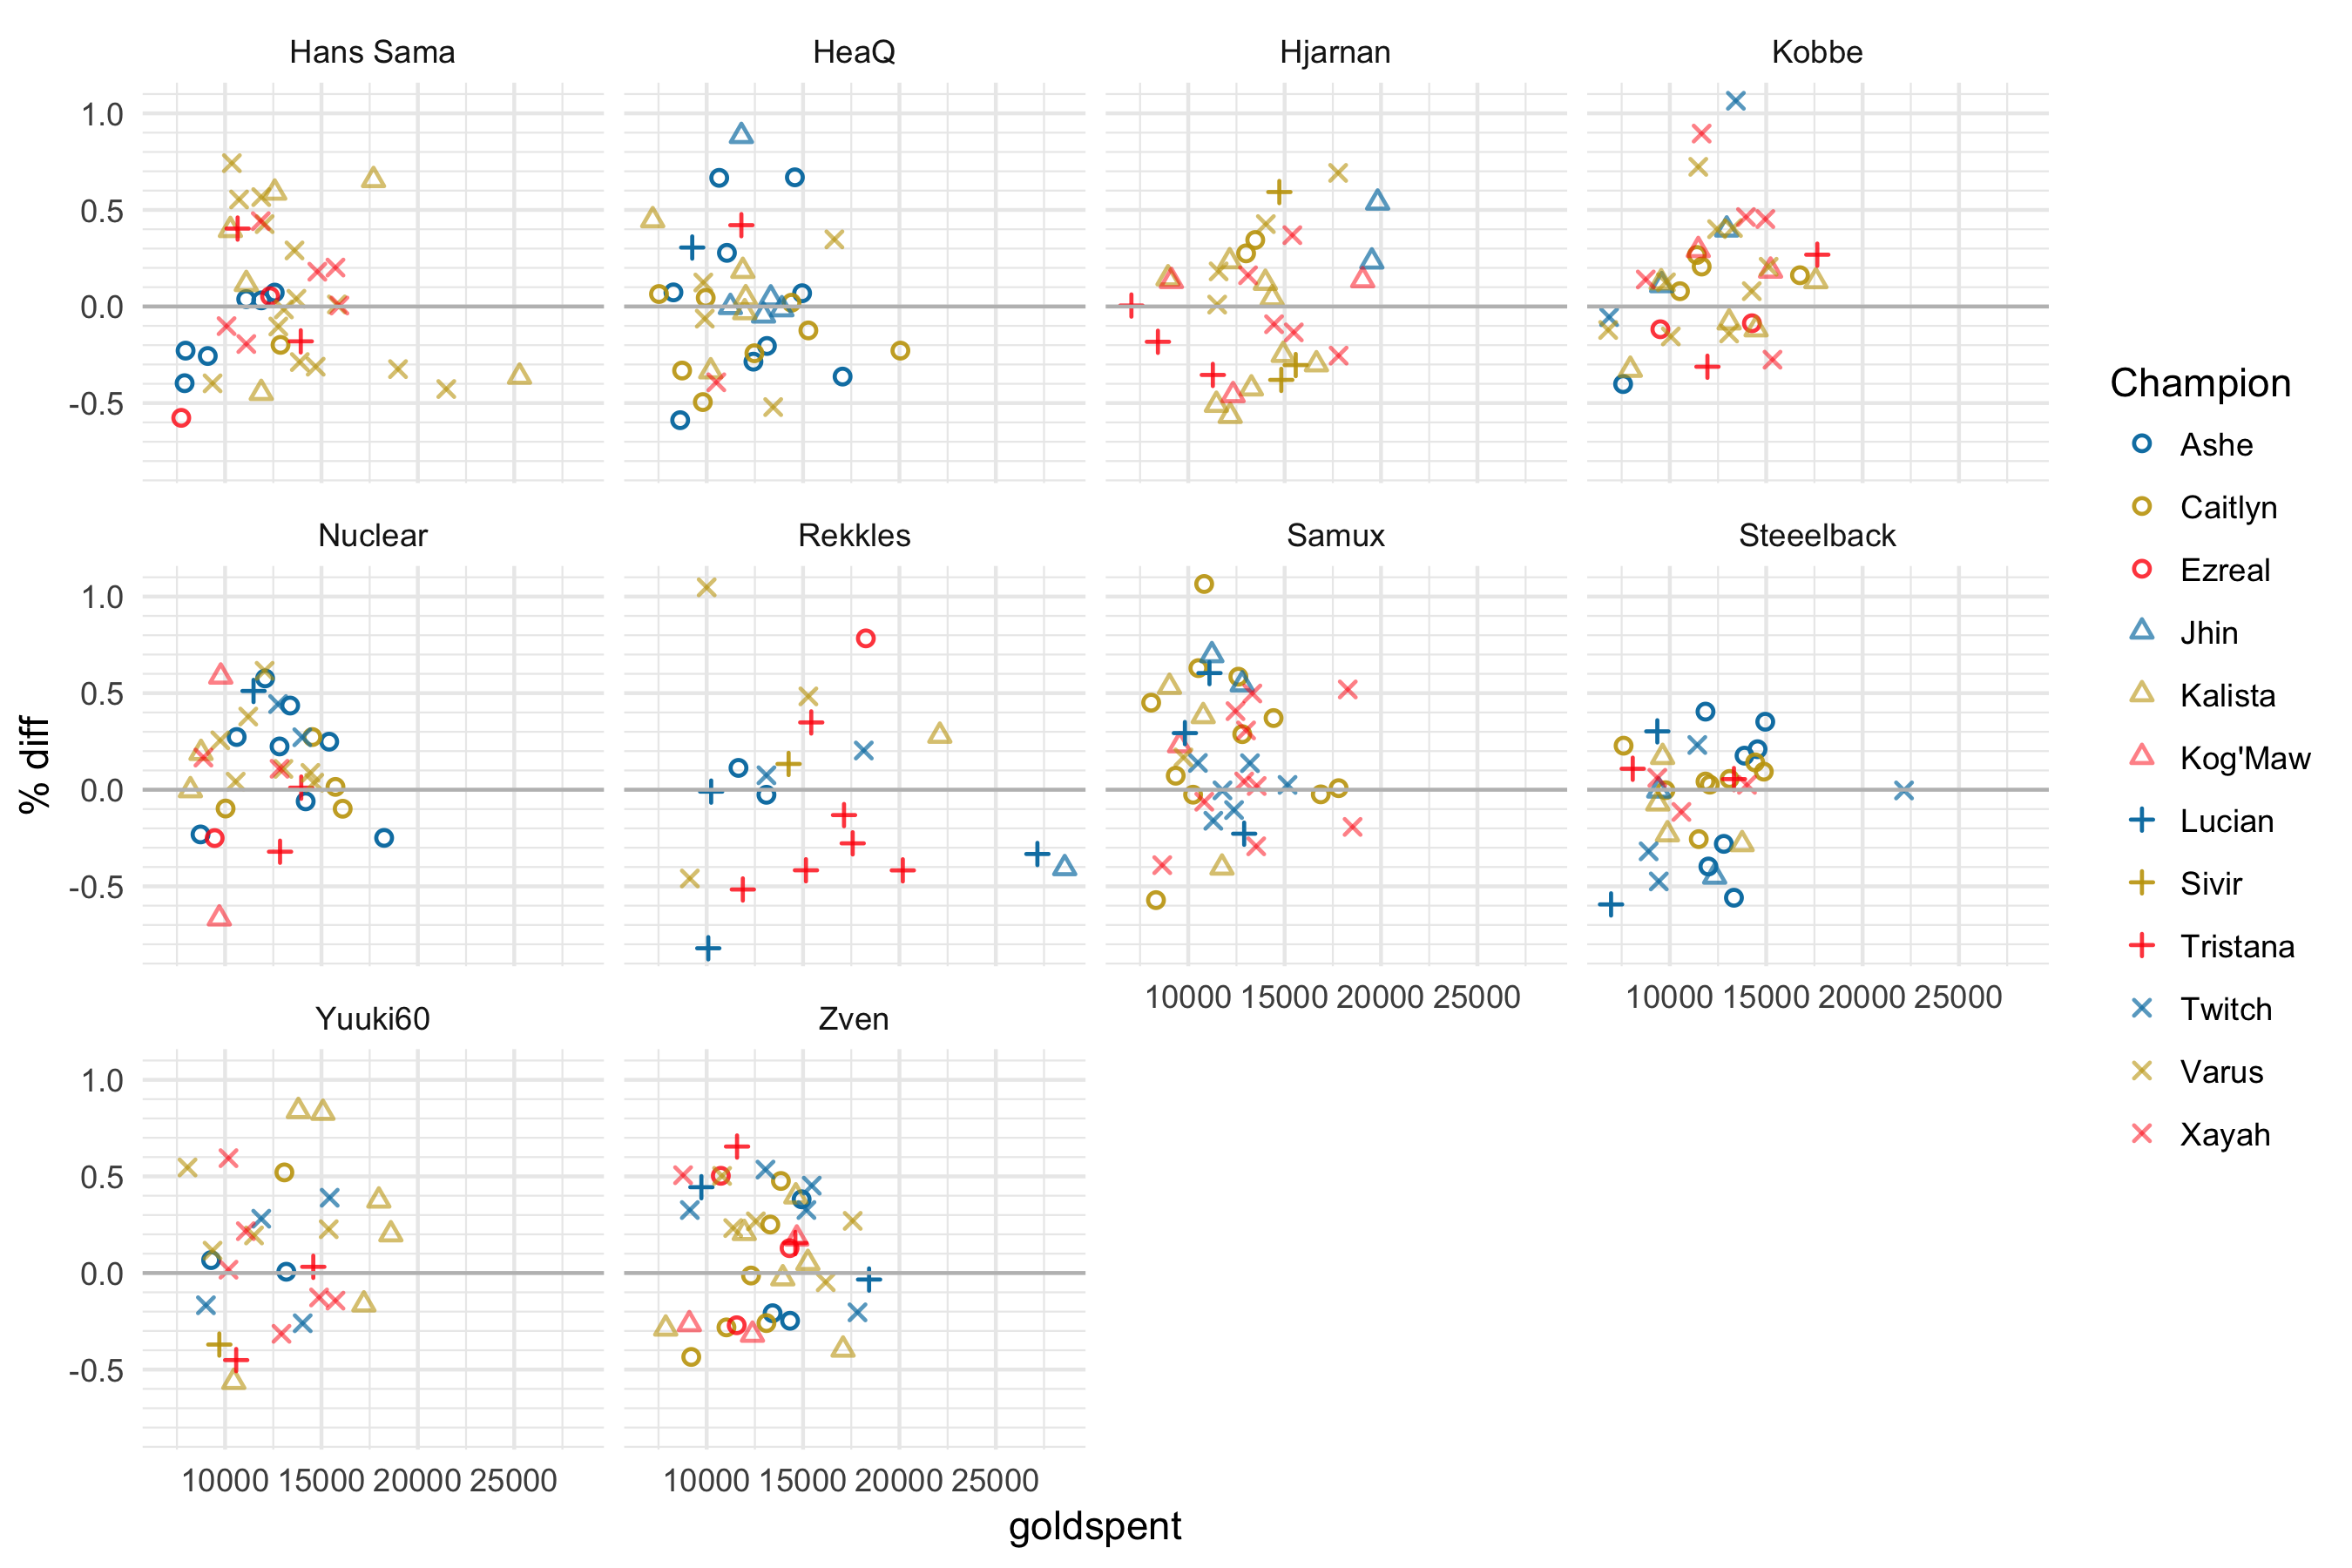 Hans Sama HeaQ Hjarnan Kobbe
1.0
0.5
0.0
-0.5
Nuclear Rekkles Samux Steeelback
1.0
0.5
0.0
-0.5
10000 15000 20000 25000 10000 15000 20000 25000
Yuuki60 Zven
1.0
0.5
0.0
-0.5
10000 15000 20000 25000 10000 15000 20000 25000
goldspent
% diff
Champion
Ashe
Caitlyn
Ezreal
Jhin
Kalista
Kog'Maw
Lucian
Sivir
Tristana
Twitch
Varus
Xayah